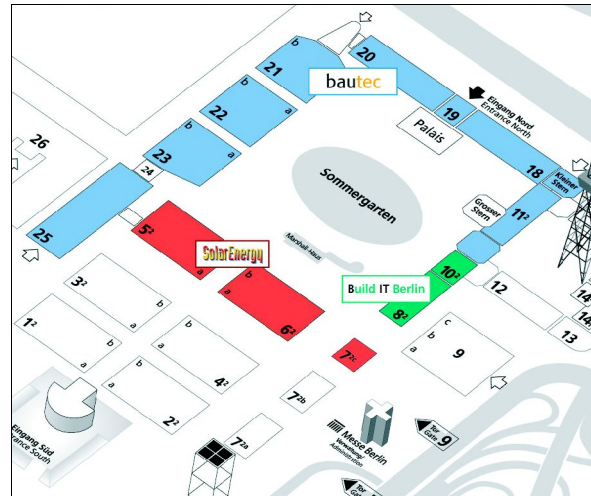 b
20
21
a
bautec
b
22
a
19
Eingang Nord
Entrance North
Palais
26
b
23
a
24
18
Kleiner
Stern
Sommergarten
Grosser
Stern
11²
25
b
5²
a
SolarEnergy
Marshall-Haus
10²
Build IT Berlin
b
a
6²
8²
3²
b
a
12
14
14
13
1²
b
a
b
4²
a
c
b
9
a
7²ᶜ
b
a
2²
7²ᵇ
7²ᵃ
Eingang Süd
Entrance South
Messe Berlin
Verwaltung/
Administration
Tor
Gate 9
Tor